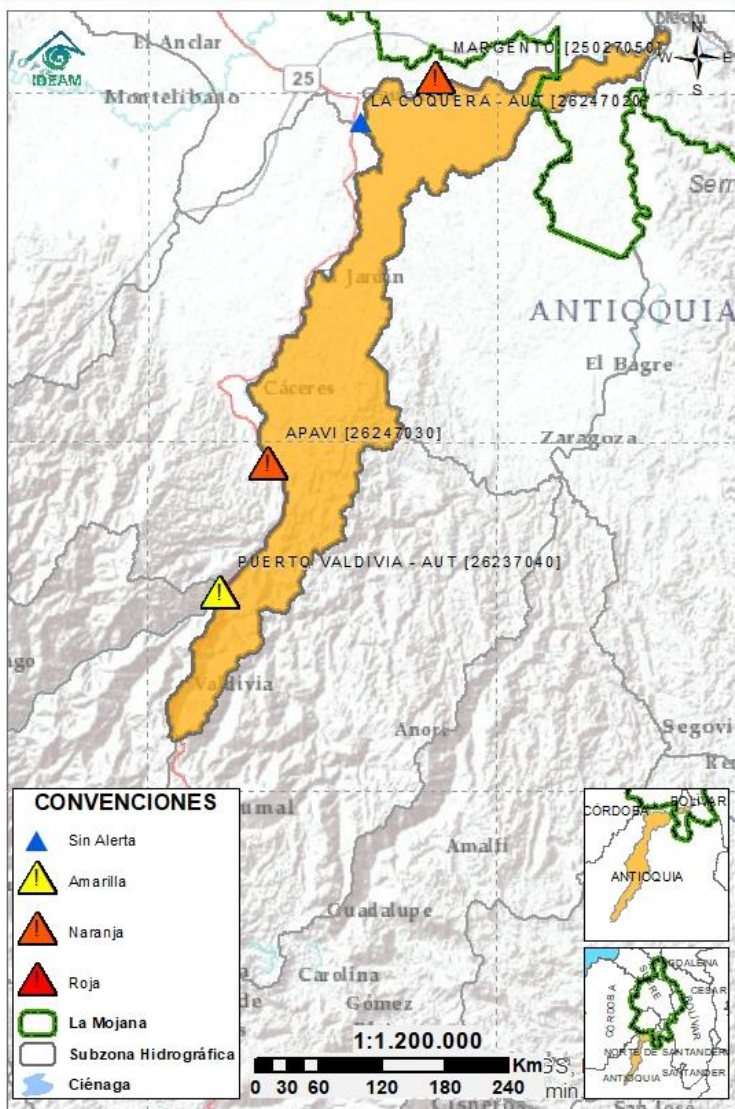 IDEAM
El Anclar
25
Montelíbano
MARGENTO [25027050]
N
W E
S
LA COQUERA - AUT [26247020]
El Jardín
ANTIOQUIA
El Bagre
Cáceres
APAVI [26247030]
Zaragoza
PUERTO VALDIVIA - AUT [26237040]
Valdivia
Anorí
Segovi
Amalfi
Guadalupe
Carolina
Gómez
Cisneros
CONVENCIONES
Sin Alerta
Amarilla
Naranja
Roja
La Mojana
Subzona Hidrográfica
Ciénaga
1:1.200.000
Km
0 30 60 120 180 240
CÓRDOBA
BOLÍVAR
ANTIOQUIA
CESAR
CÓRDOBA
SUCRE
BOLÍVAR
NORTE DE SANTANDER
SANTANDER
ANTIOQUIA